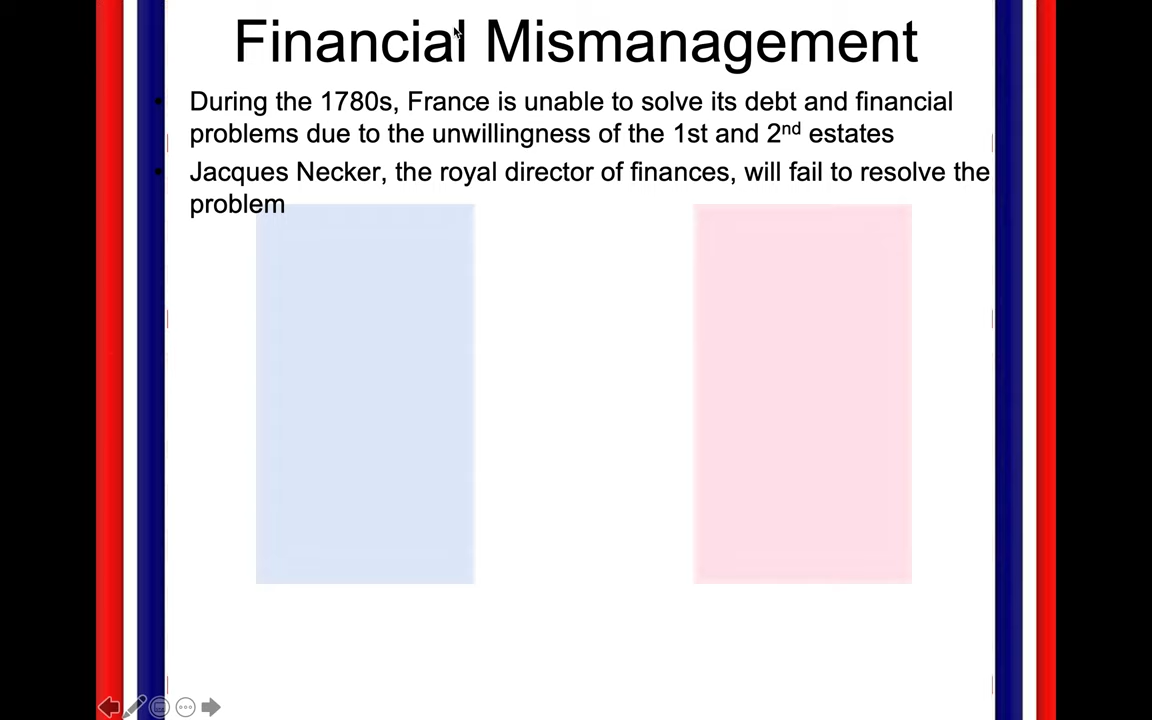 Financial Mismanagement
• During the 1780s, France is unable to solve its debt and financial
problems due to the unwillingness of the 1st and 2nd estates
• Jacques Necker, the royal director of finances, will fail to resolve the
problem